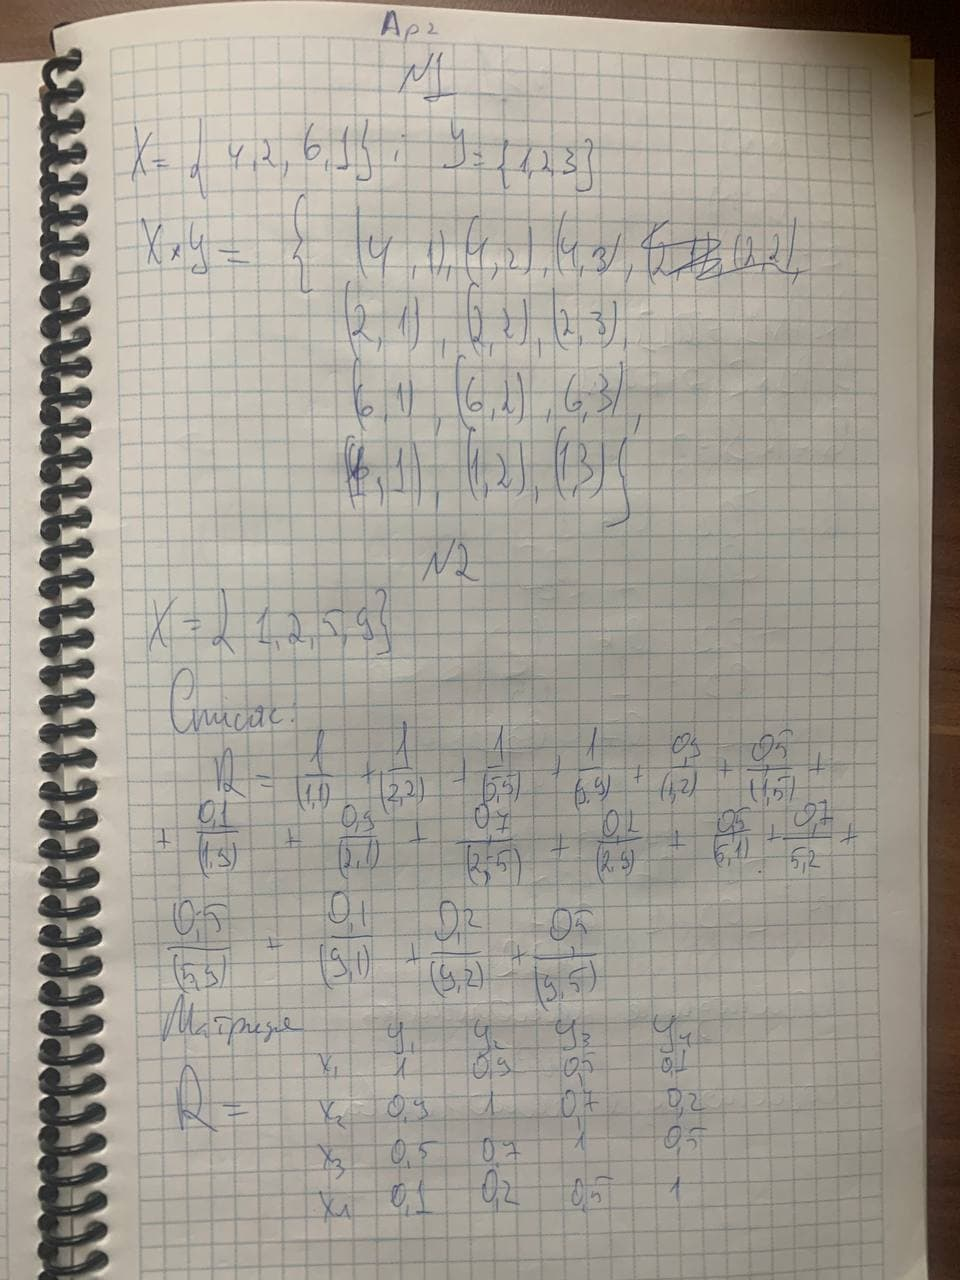 Ар2
N1
X = { 4, 2, 6, 1 } ; Y = { 1, 2, 3 }
X × Y = { (4, 1), (4, 2), (4, 3),
(2, 1), (2, 2), (2, 3),
(6, 1), (6, 2), 6, 3),
(1, 1), (1, 2), (1, 3) }
N2
X = { 1, 2, 5, 9 }
Список:
R = 1/(1,1) + 1/(2,2) + 1/(5,5) + 1/(9,9) + 0,9/(1,2) + 0,5/(1,5) +
+ 0,1/(1,9) + 0,9/(2,1) + 0,7/(2,5) + 0,2/(2,9) + 0,5/(5,1) + 0,7/5,2 +
0,5/(5,9) + 0,1/(9,1) + 0,2/(9,2) + 0,5/(9,5)
Матрица
y₁ y₂ y₃ y₄
x₁ 1 0,9 0,5 0,1
R = x₂ 0,9 1 0,7 0,2
x₃ 0,5 0,7 1 0,5
x₄ 0,1 0,2 0,5 1